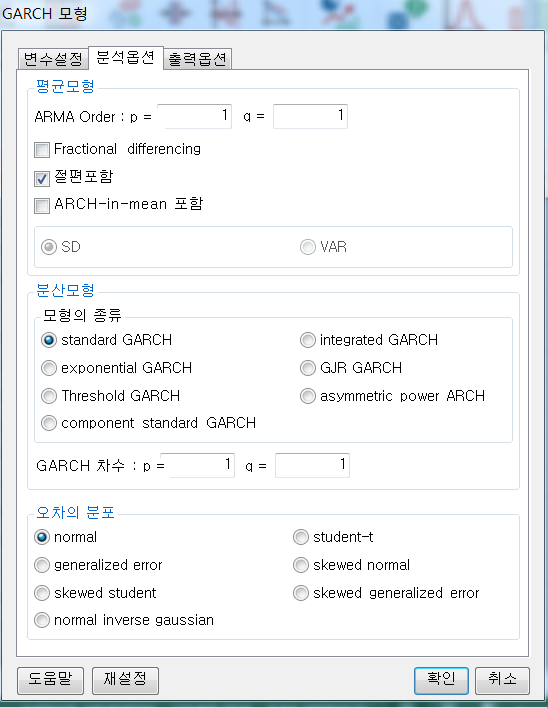 GARCH 모형
변수설정 분석옵션 출력옵션
평균모형
ARMA Order : p = 1 q = 1
Fractional differencing
절편포함
ARCH-in-mean 포함
SD VAR
분산모형
모형의 종류
standard GARCH integrated GARCH
exponential GARCH GJR GARCH
Threshold GARCH asymmetric power ARCH
component standard GARCH
GARCH 차수 : p = 1 q = 1
오차의 분포
normal student-t
generalized error skewed normal
skewed student skewed generalized error
normal inverse gaussian
도움말 재설정 확인 취소